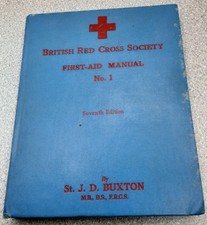 BRITISH RED CROSS SOCIETY
FIRST-AID MANUAL
No. 1
Seventh Edition
By
ST. J. D. BUXTON
M.B., B.S., F.R.C.S.